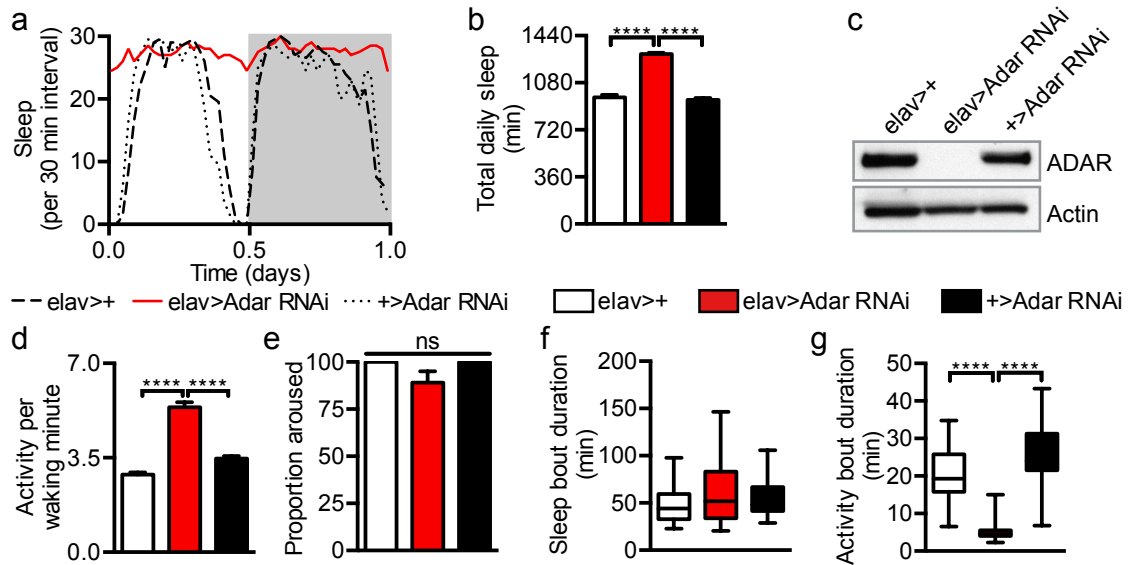 a
Sleep
(per 30 min interval)
30
20
10
0
0.0
0.5
1.0
Time (days)
b
Total daily sleep
(min)
1440
1080
720
360
0
**** ****
c
elav>+
elav>Adar RNAi
+>Adar RNAi
ADAR
Actin
elav>+ elav>Adar RNAi +>Adar RNAi
elav>+ elav>Adar RNAi +>Adar RNAi
d
Activity per
waking minute
7.0
3.5
0.0
**** ****
e
Proportion aroused
100
75
50
25
0
ns
f
Sleep bout duration
(min)
200
150
100
50
0
g
Activity bout duration
(min)
50
40
30
20
10
0
**** ****